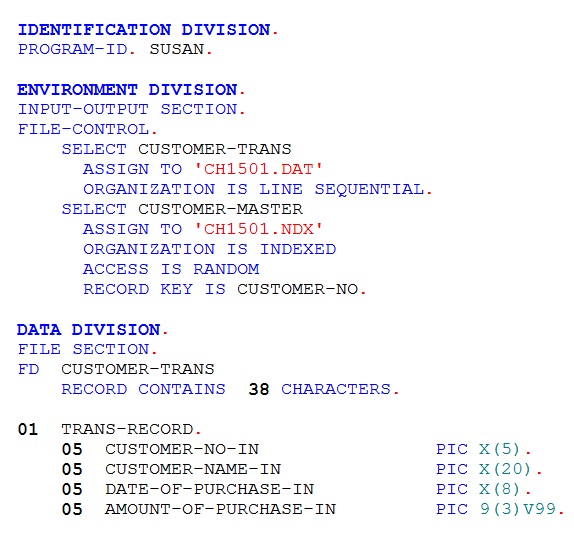 IDENTIFICATION DIVISION.
PROGRAM-ID. SUSAN.
ENVIRONMENT DIVISION.
INPUT-OUTPUT SECTION.
FILE-CONTROL.
SELECT CUSTOMER-TRANS
ASSIGN TO 'CH1501.DAT'
ORGANIZATION IS LINE SEQUENTIAL.
SELECT CUSTOMER-MASTER
ASSIGN TO 'CH1501.NDX'
ORGANIZATION IS INDEXED
ACCESS IS RANDOM
RECORD KEY IS CUSTOMER-NO.
DATA DIVISION.
FILE SECTION.
FD CUSTOMER-TRANS
RECORD CONTAINS 38 CHARACTERS.
01 TRANS-RECORD.
05 CUSTOMER-NO-IN PIC X(5).
05 CUSTOMER-NAME-IN PIC X(20).
05 DATE-OF-PURCHASE-IN PIC X(8).
05 AMOUNT-OF-PURCHASE-IN PIC 9(3)V99.